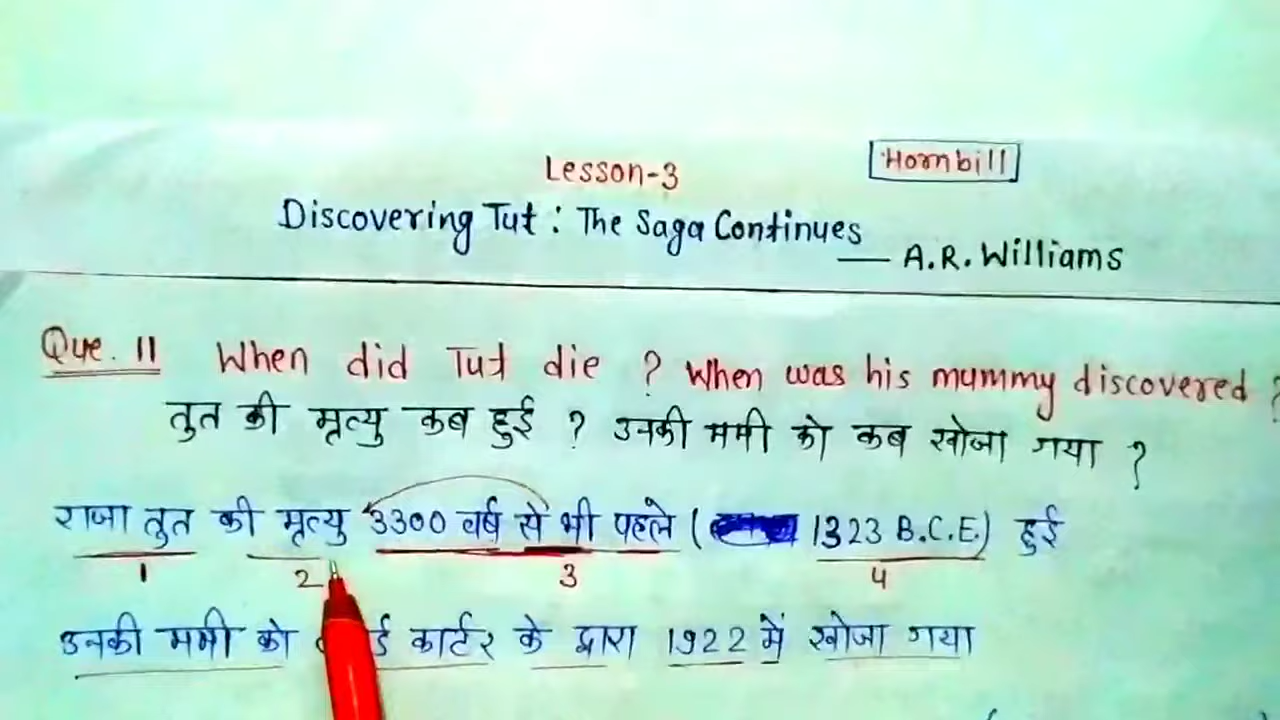 Lesson-3
Hornbill
Discovering Tut : The Saga Continues
— A.R. Williams
Que. 11 When did Tut die ? When was his mummy discovered ?
तुत की मृत्यु कब हुई ? उनकी ममी को कब खोजा गया ?
राजा तुत की मृत्यु 3300 वर्ष से भी पहले ( 1323 B.C.E.) हुई
1 2 3 4
उनकी ममी को कार्टर के द्वारा 1922 में खोजा गया